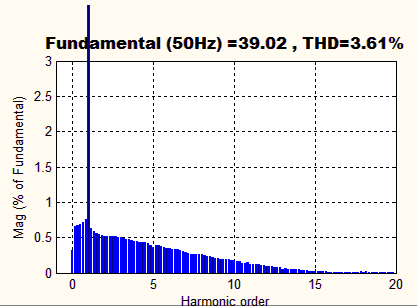 Fundamental (50Hz) =39.02 , THD=3.61%
Mag (% of Fundamental)
3
2.5
2
1.5
1
0.5
0
0 5 10 15 20
Harmonic order